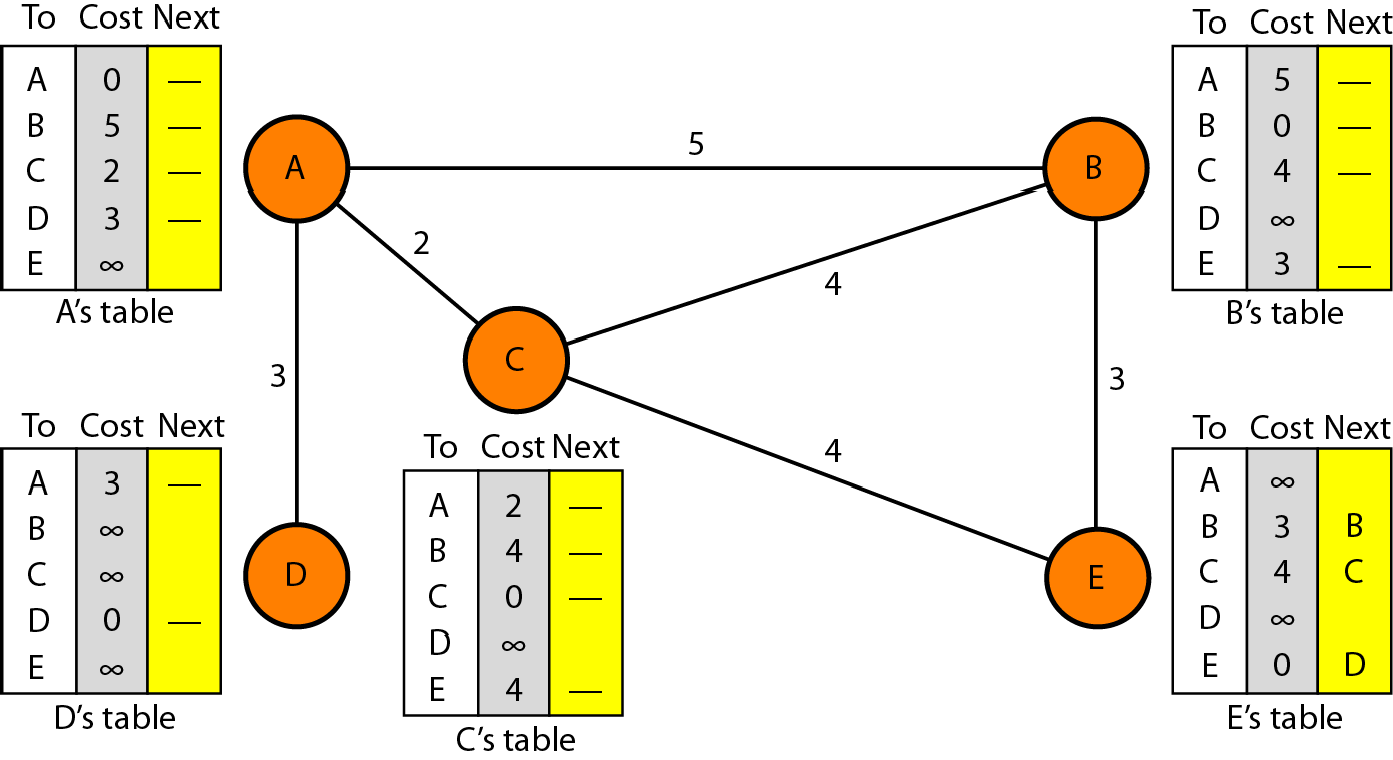 To Cost Next
A 0 —
B 5 —
C 2 —
D 3 —
E ∞
A's table
To Cost Next
A 5 —
B 0 —
C 4 —
D ∞
E 3 —
B's table
A
5
B
2
4
C
3
3
4
D
E
To Cost Next
A 3 —
B ∞
C ∞
D 0 —
E ∞
D's table
To Cost Next
A 2 —
B 4 —
C 0 —
D ∞
E 4 —
C's table
To Cost Next
A ∞
B 3 B
C 4 C
D ∞
E 0 D
E's table